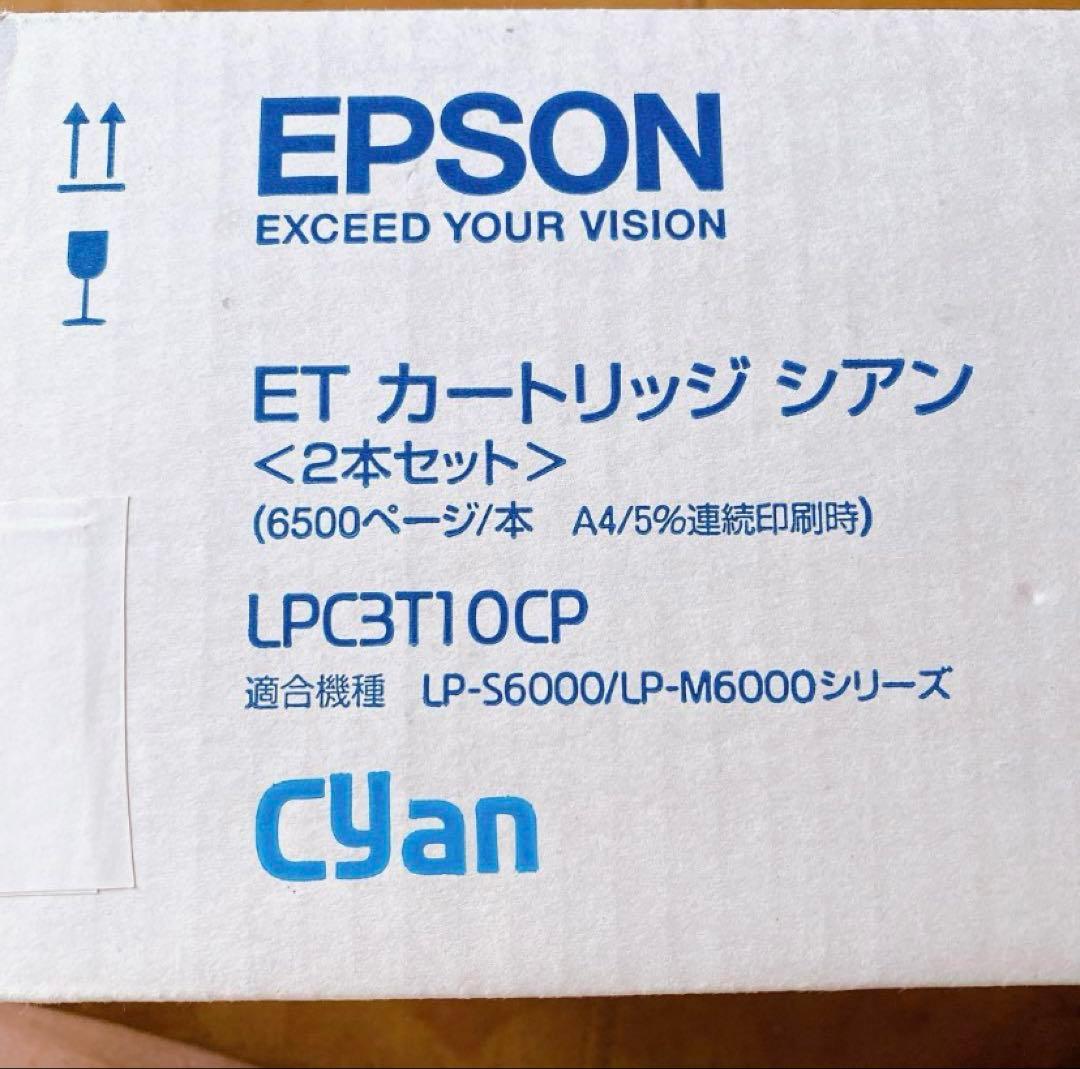 EPSON
EXCEED YOUR VISION
ET カートリッジ シアン
<2本セット>
(6500ページ/本　A4/5%連続印刷時)
LPC3T10CP
適合機種　LP-S6000/LP-M6000シリーズ
Cyan